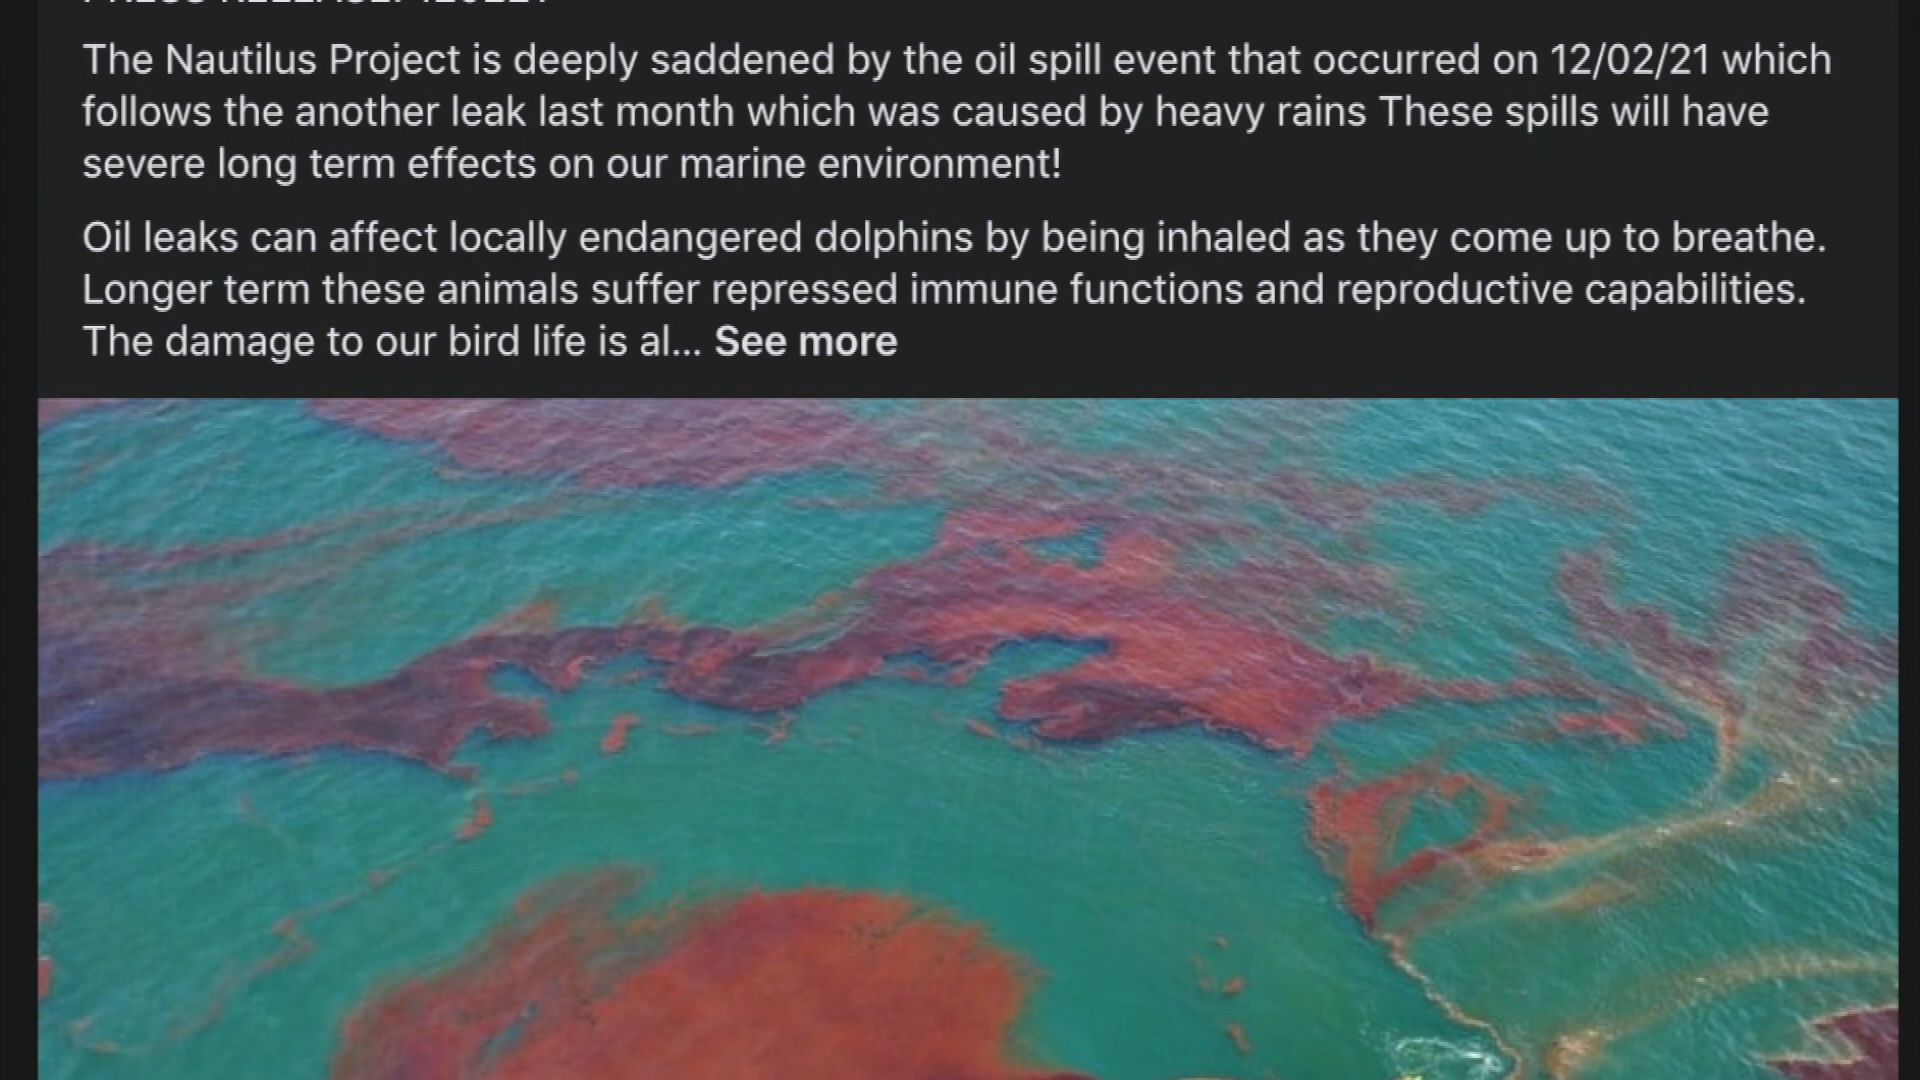 The Nautilus Project is deeply saddened by the oil spill event that occurred on 12/02/21 which
follows the another leak last month which was caused by heavy rains These spills will have
severe long term effects on our marine environment!
Oil leaks can affect locally endangered dolphins by being inhaled as they come up to breathe.
Longer term these animals suffer repressed immune functions and reproductive capabilities.
The damage to our bird life is al... See more